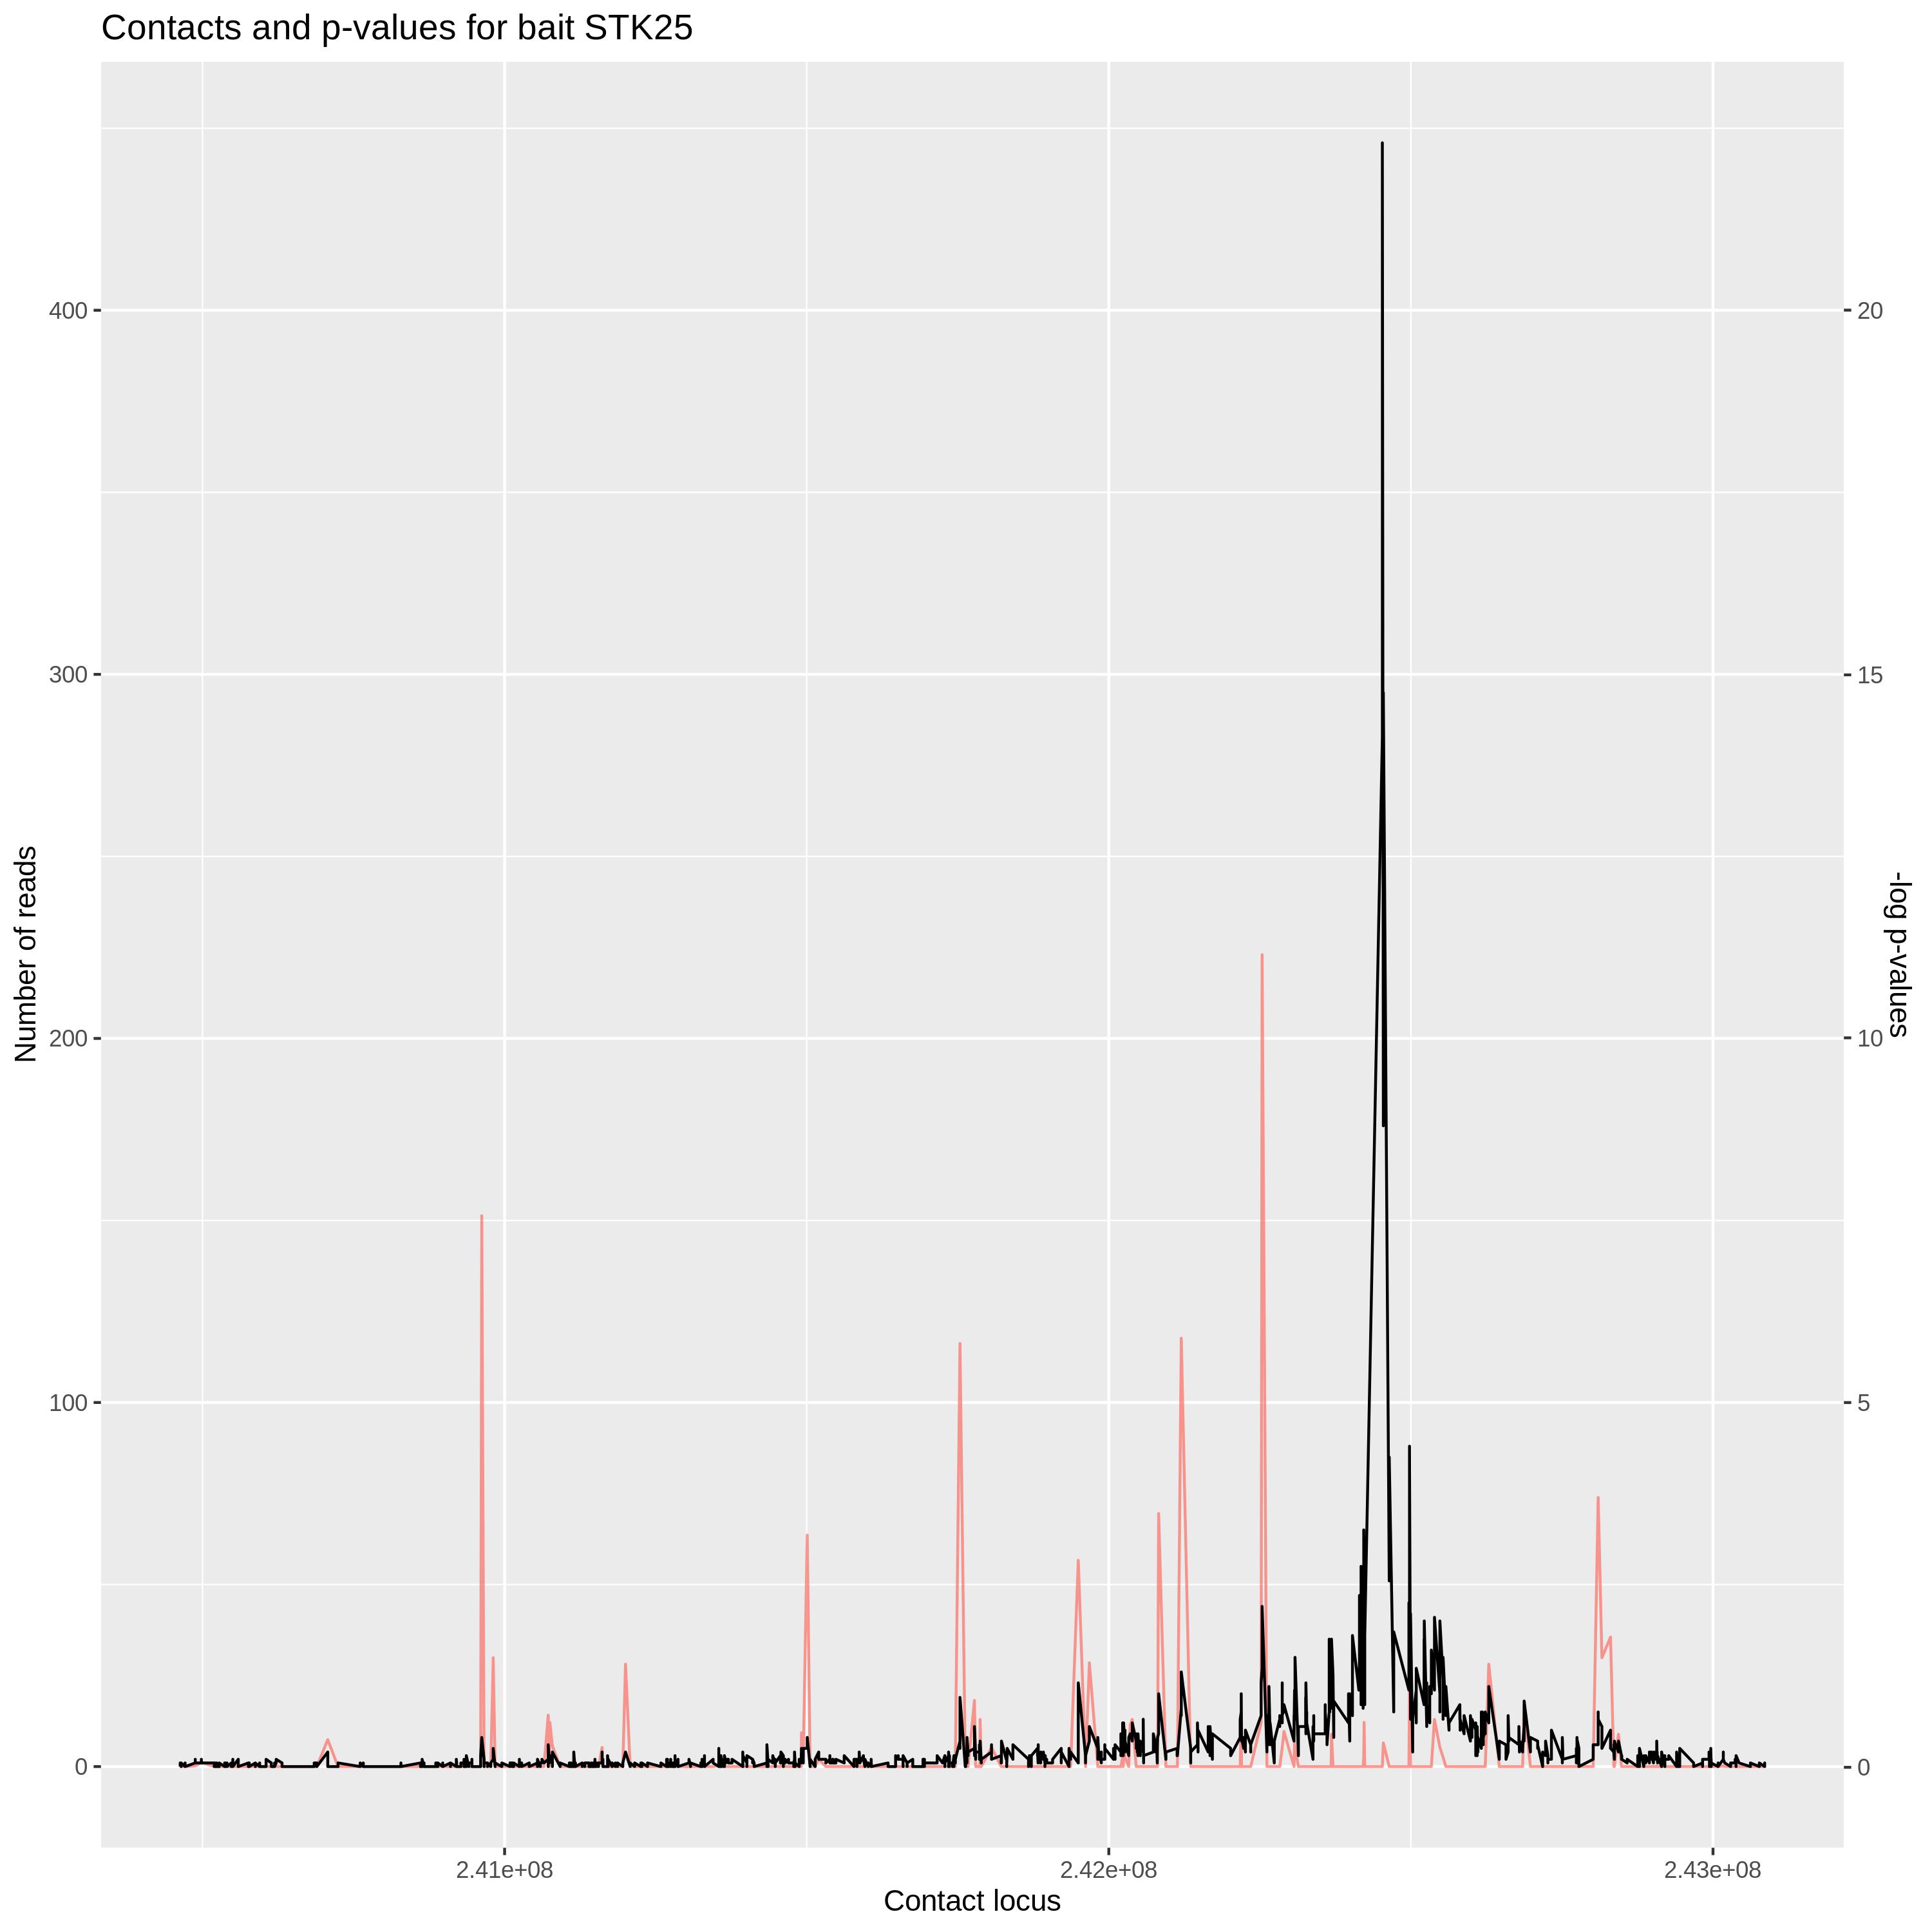 Contacts and p-values for bait STK25
Number of reads
400
300
200
100
0
20
15
10
5
0
-log p-values
2.41e+08
2.42e+08
2.43e+08
Contact locus